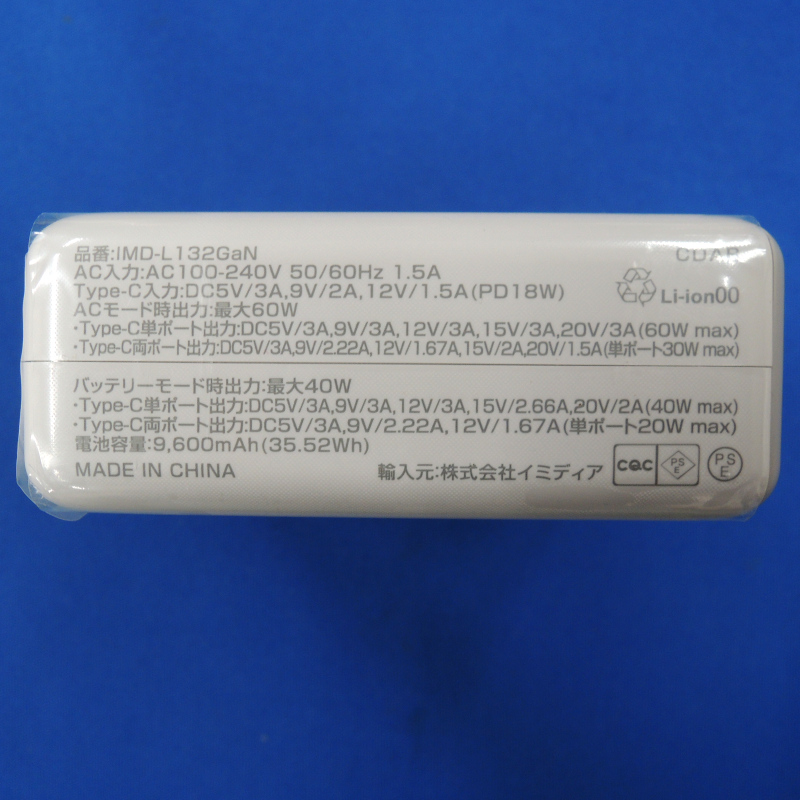 品番:IMD-L132GaN
CDAR
AC入力:AC100-240V 50/60Hz 1.5A
Type-C入力:DC5V/3A,9V/2A,12V/1.5A(PD18W)
Li-ion00
ACモード時出力:最大60W
・Type-C単ポート出力:DC5V/3A,9V/3A,12V/3A,15V/3A,20V/3A(60W max)
・Type-C両ポート出力:DC5V/3A,9V/2.22A,12V/1.67A,15V/2A,20V/1.5A(単ポート30W max)
バッテリーモード時出力:最大40W
・Type-C単ポート出力:DC5V/3A,9V/3A,12V/3A,15V/2.66A,20V/2A(40W max)
・Type-C両ポート出力:DC5V/3A,9V/2.22A,12V/1.67A(単ポート20W max)
電池容量:9,600mAh(35.52Wh)
MADE IN CHINA
輸入元:株式会社イミディア
CQC
PSE
PSE